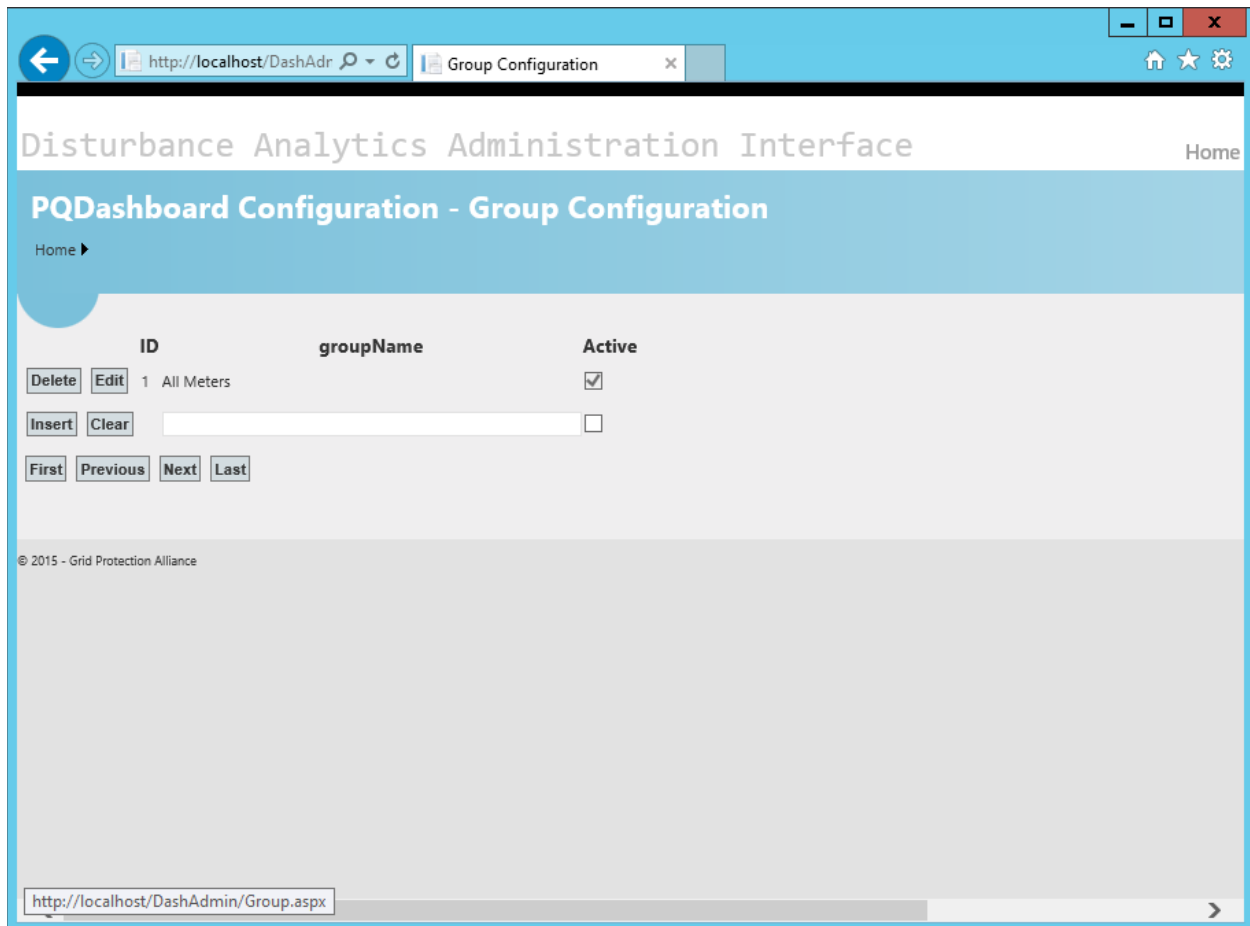 http://localhost/DashAdr
Group Configuration
Disturbance Analytics Administration Interface
Home
PQDashboard Configuration - Group Configuration
Home
ID groupName Active
Delete Edit 1 All Meters
Insert Clear
First Previous Next Last
© 2015 - Grid Protection Alliance
http://localhost/DashAdmin/Group.aspx